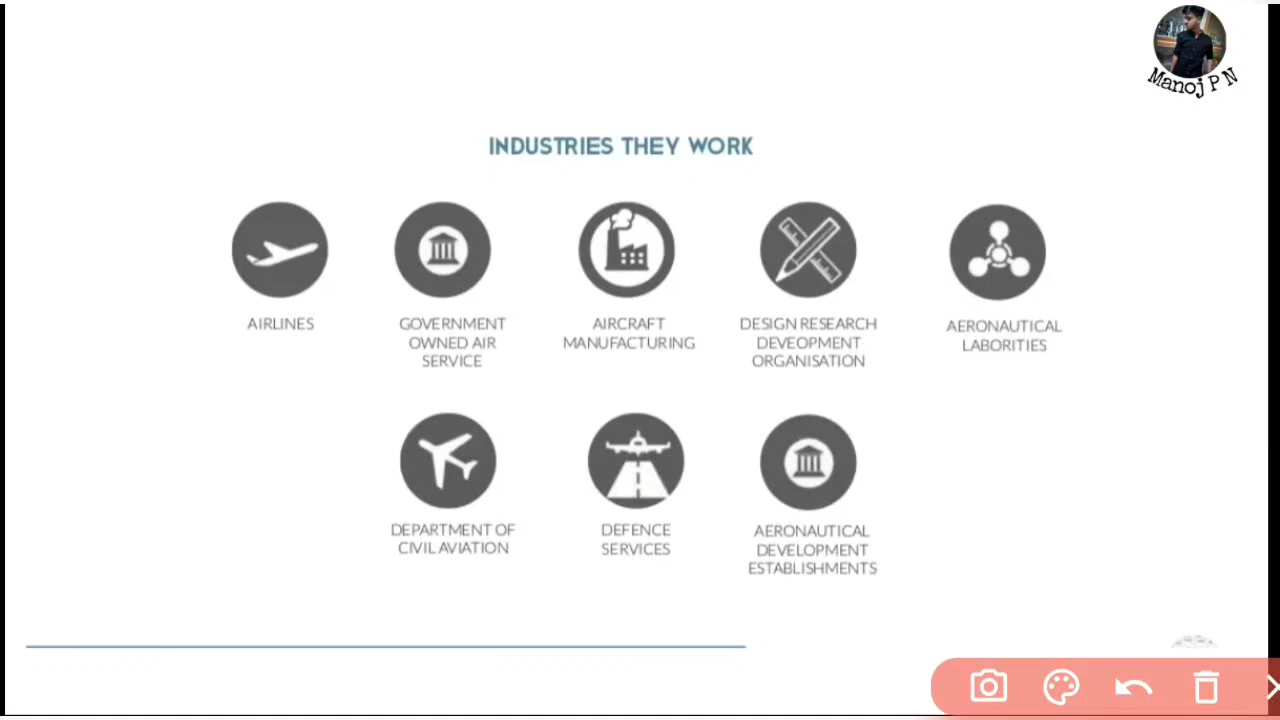 Manoj P N
INDUSTRIES THEY WORK
AIRLINES
GOVERNMENT
OWNED AIR
SERVICE
AIRCRAFT
MANUFACTURING
DESIGN RESEARCH
DEVEOPMENT
ORGANISATION
AERONAUTICAL
LABORITIES
DEPARTMENT OF
CIVIL AVIATION
DEFENCE
SERVICES
AERONAUTICAL
DEVELOPMENT
ESTABLISHMENTS